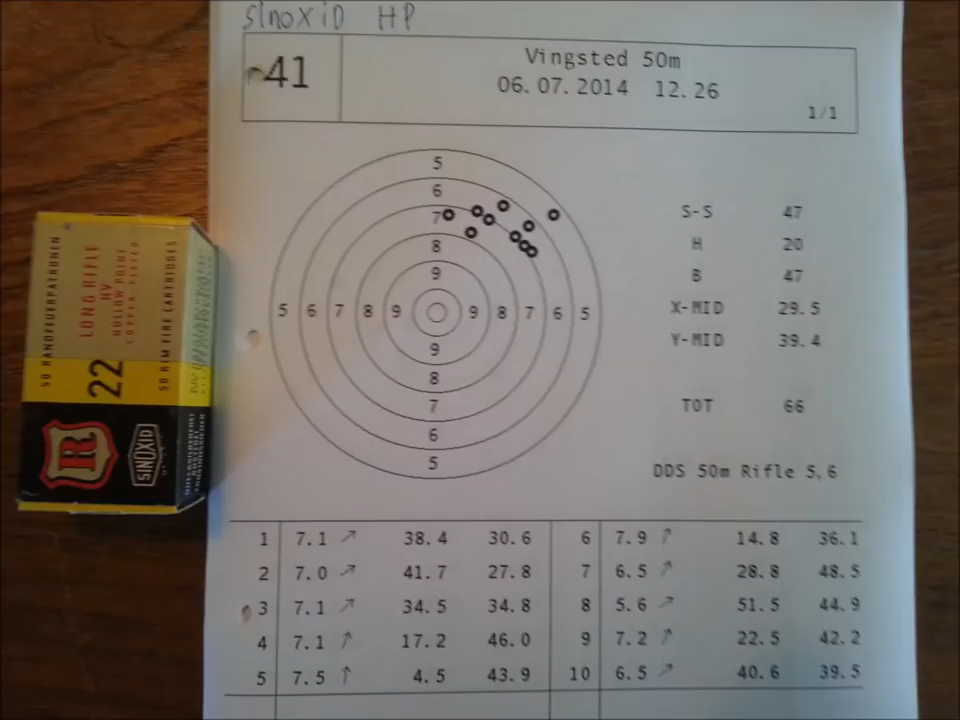 Sinoxid HP
41
Vingsted 50m
06.07.2014 12.26
1/1
5
6
7
8
9
5 6 7 8 9 9 8 7 6 5
9
8
7
6
5
S-S 47
H 20
B 47
X-MID 29.5
Y-MID 39.4
TOT 66
DDS 50m Rifle 5,6
1 7.1 ↗ 38.4 30.6 6 7.9 ↑ 14.8 36.1
2 7.0 ↗ 41.7 27.8 7 6.5 ↗ 28.8 48.5
3 7.1 ↗ 34.5 34.8 8 5.6 ↗ 51.5 44.9
4 7.1 ↑ 17.2 46.0 9 7.2 ↑ 22.5 42.2
5 7.5 ↑ 4.5 43.9 10 6.5 ↗ 40.6 39.5
50 HANDFEUERPATRONEN
22 LONG RIFLE
HV
HOLLOW POINT
COPPER-PLATED
50 RIM FIRE CARTRIDGES
R
SINOXID